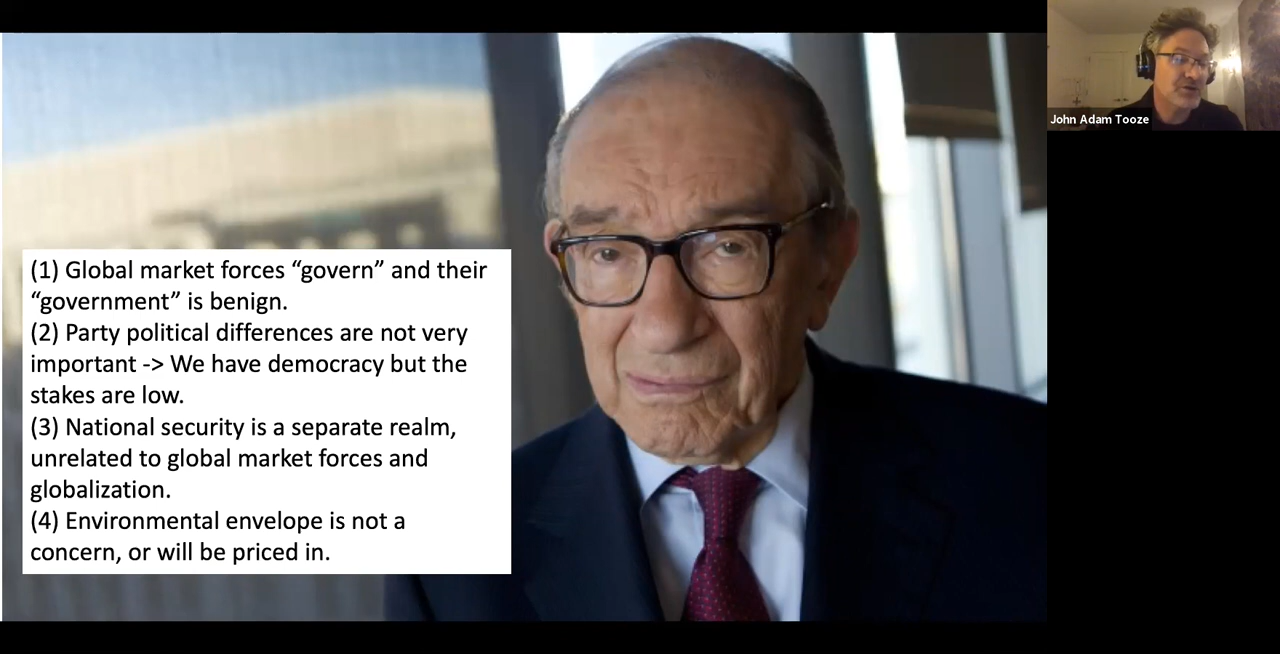 (1) Global market forces “govern” and their
“government” is benign.
(2) Party political differences are not very
important -> We have democracy but the
stakes are low.
(3) National security is a separate realm,
unrelated to global market forces and
globalization.
(4) Environmental envelope is not a
concern, or will be priced in.
John Adam Tooze